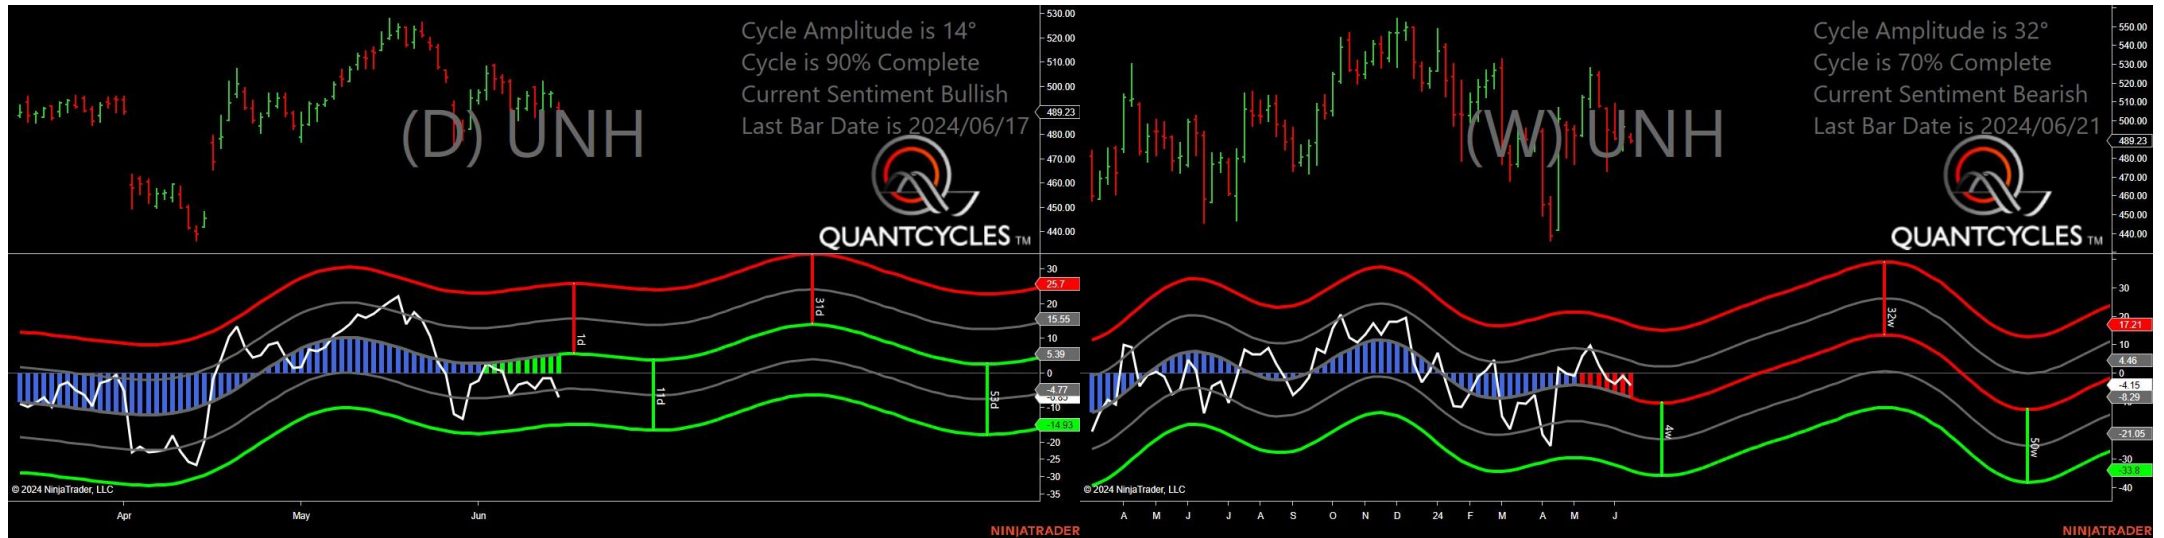 Cycle Amplitude is 14°
Cycle is 90% Complete
Current Sentiment Bullish
Last Bar Date is 2024/06/17
(D) UNH
QUANTCYCLES TM
530.00
520.00
510.00
500.00
489.23
480.00
470.00
460.00
450.00
440.00
30
25.7
20
15.55
10
5.39
0
-4.77
-10
-14.93
-20
-25
-30
-35
1d
11d
31d
53d
© 2024 NinjaTrader, LLC
Apr May Jun
NINJATRADER
Cycle Amplitude is 32°
Cycle is 70% Complete
Current Sentiment Bearish
Last Bar Date is 2024/06/21
(W) UNH
QUANTCYCLES TM
550.00
540.00
530.00
520.00
510.00
500.00
489.23
480.00
470.00
460.00
450.00
440.00
30
17.21
10
4.46
0
-4.15
-8.29
-21.05
-30
-33.8
-40
4w
32w
50w
© 2024 NinjaTrader, LLC
A M J J A S O N D 24 F M A M J
NINJATRADER